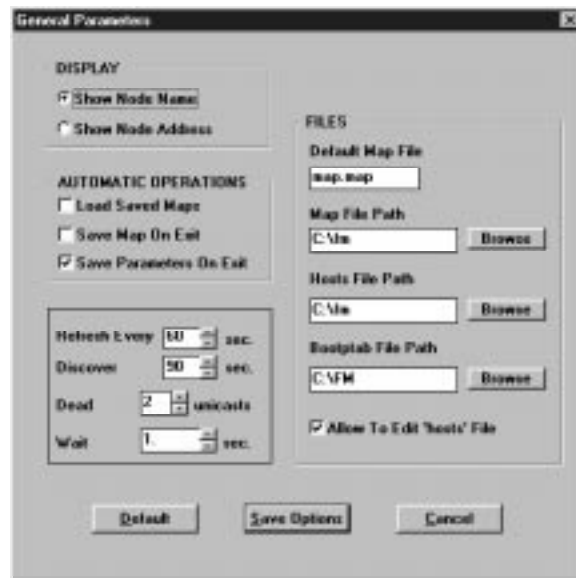 General Parameters
DISPLAY
Show Node Name
Show Node Address
AUTOMATIC OPERATIONS
Load Saved Maps
Save Map On Exit
Save Parameters On Exit
Refresh Every 60 sec.
Discover 90 sec.
Dead 2 unicasts
Wait 1. sec.
FILES
Default Map File
map.map
Map File Path
Browse
Hosts File Path
Browse
Bootptab File Path
C:\FM Browse
Allow To Edit 'hosts' File
Default Save Options Cancel